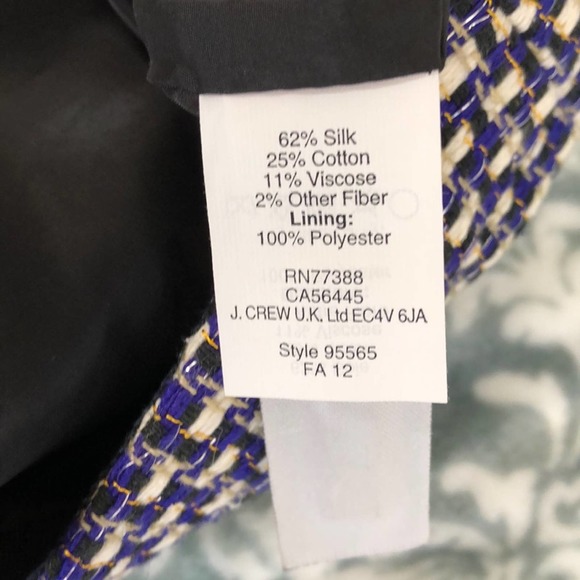 62% Silk
25% Cotton
11% Viscose
2% Other Fiber
Lining:
100% Polyester
RN77388
CA56445
J. CREW U.K. Ltd EC4V 6JA
Style 95565
FA 12